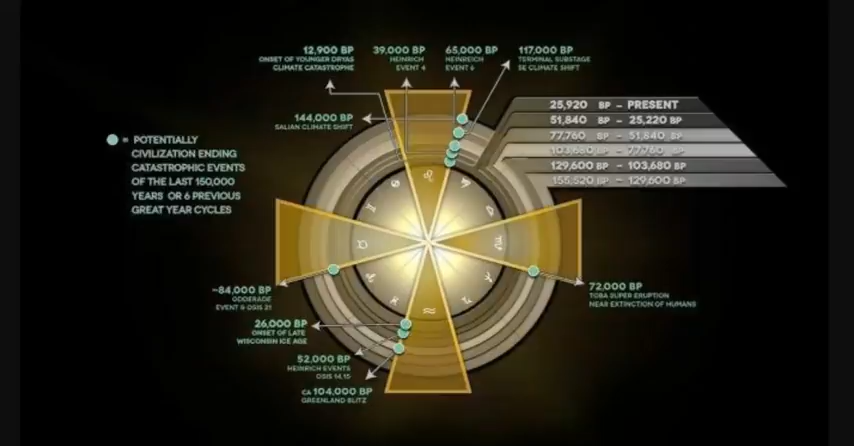 12,900 BP
ONSET OF YOUNGER DRYAS
CLIMATE CATASTROPHE
39,000 BP
HEINRICH
EVENT 4
65,000 BP
HEINREICH
EVENT 6
117,000 BP
TERMINAL SUBSTAGE
5E CLIMATE SHIFT
144,000 BP
SALIAN CLIMATE SHIFT
25,920 BP – PRESENT
51,840 BP – 25,220 BP
77,760 BP – 51,840 BP
103,680 BP – 77,760 BP
129,600 BP – 103,680 BP
155,520 BP – 129,600 BP
= POTENTIALLY
CIVILIZATION ENDING
CATASTROPHIC EVENTS
OF THE LAST 150,000
YEARS OR 6 PREVIOUS
GREAT YEAR CYCLES
~84,000 BP
ODDERADE
EVENT & OSIS 21
72,000 BP
TOBA SUPER ERUPTION
NEAR EXTINCTION OF HUMANS
26,000 BP
ONSET OF LATE
WISCONSIN ICE AGE
52,000 BP
HEINRICH EVENTS
OSIS 14,15
CA 104,000 BP
GREENLAND BLITZ